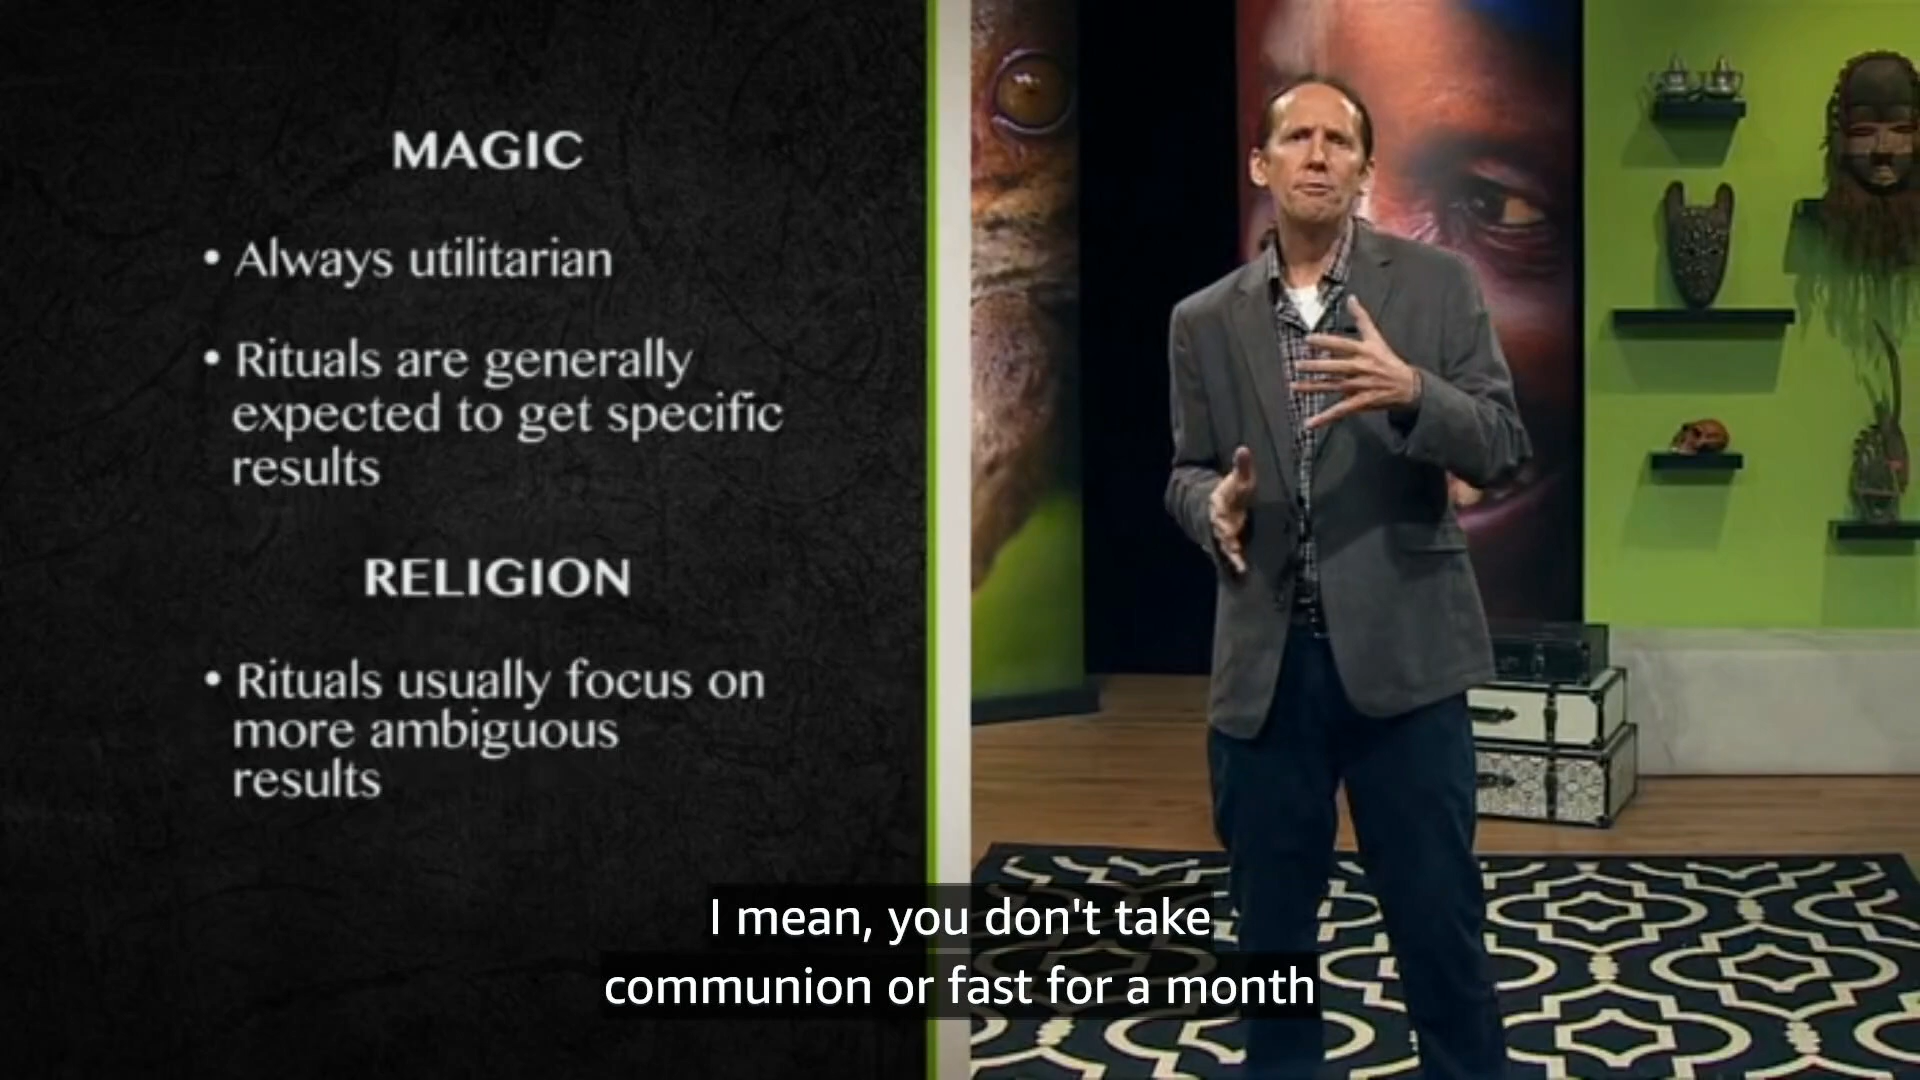 MAGIC
• Always utilitarian
• Rituals are generally
expected to get specific
results
RELIGION
• Rituals usually focus on
more ambiguous
results
I mean, you don't take
communion or fast for a month